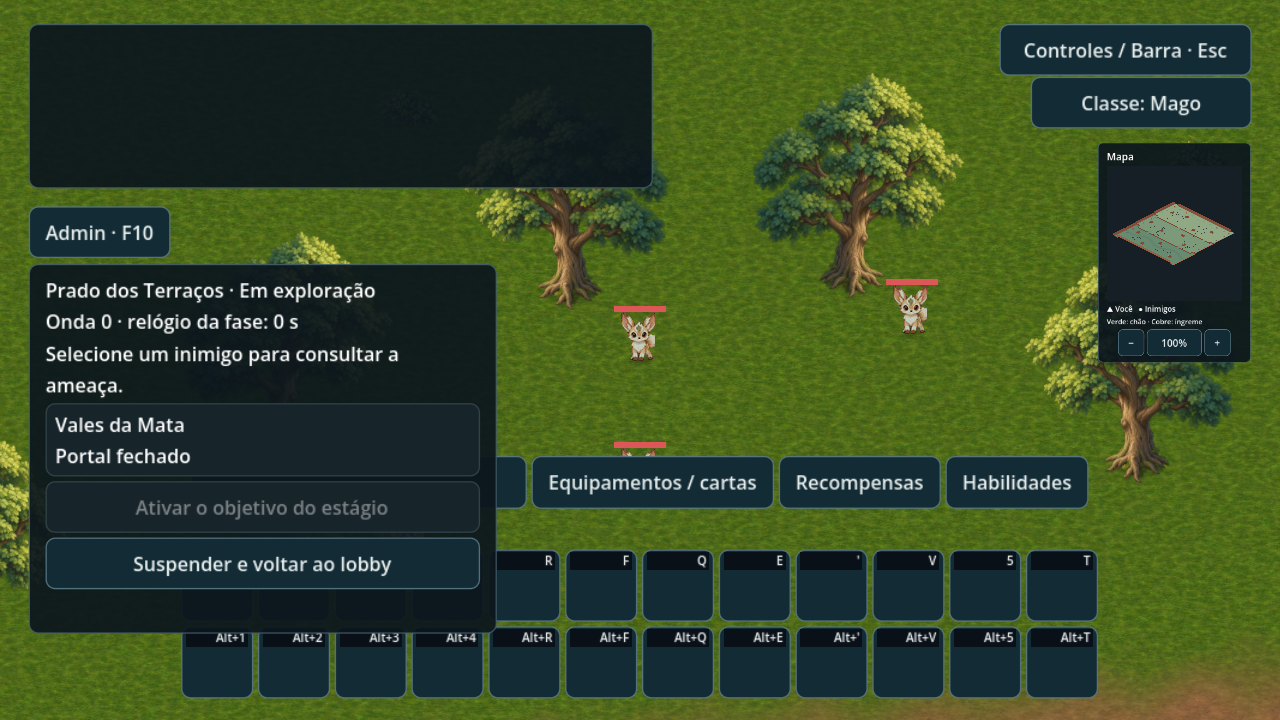 Controles / Barra · Esc
Classe: Mago
Mapa
▲ Você ● Inimigos
Verde: chão · Cobre: íngreme
−
100%
+
Admin · F10
Prado dos Terraços · Em exploração
Onda 0 · relógio da fase: 0 s
Selecione um inimigo para consultar a
ameaça.
Vales da Mata
Portal fechado
Ativar o objetivo do estágio
Suspender e voltar ao lobby
Equipamentos / cartas
Recompensas
Habilidades
R
F
Q
E
'
V
5
T
Alt+1
Alt+2
Alt+3
Alt+4
Alt+R
Alt+F
Alt+Q
Alt+E
Alt+'
Alt+V
Alt+5
Alt+T